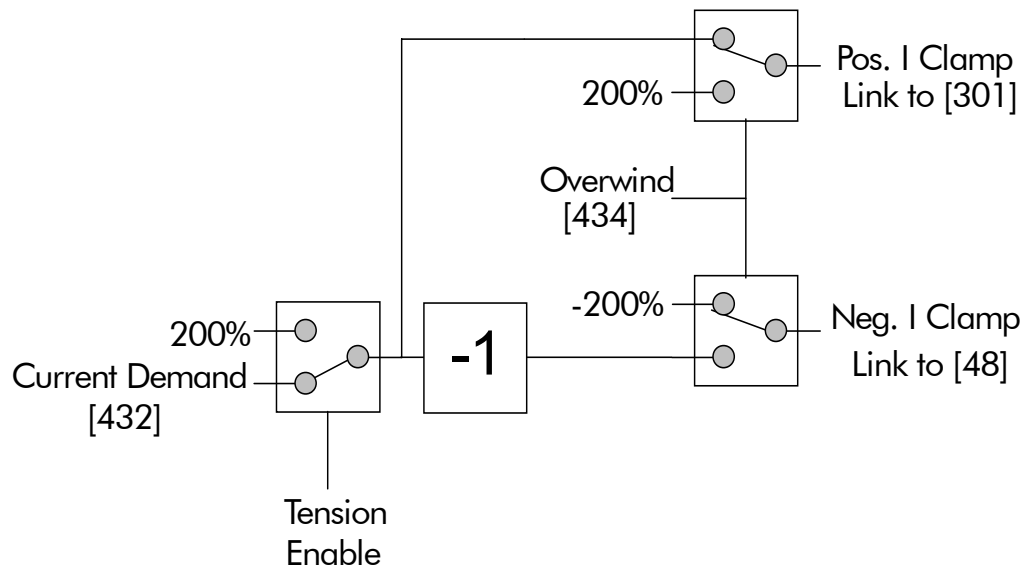 Pos. I Clamp
Link to [301]
200%
Overwind
[434]
-200%
Neg. I Clamp
Link to [48]
200%
Current Demand
[432]
-1
Tension
Enable